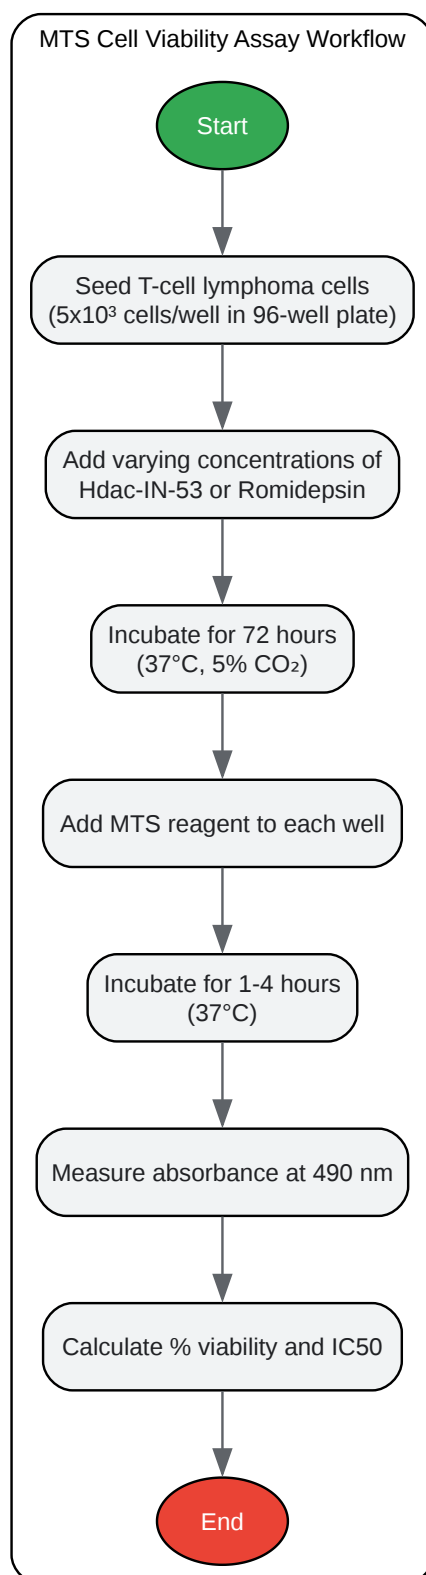 MTS Cell Viability Assay Workflow
Start
Seed T-cell lymphoma cells
(5x10³ cells/well in 96-well plate)
Add varying concentrations of
Hdac-IN-53 or Romidepsin
Incubate for 72 hours
(37°C, 5% CO₂)
Add MTS reagent to each well
Incubate for 1-4 hours
(37°C)
Measure absorbance at 490 nm
Calculate % viability and IC50
End